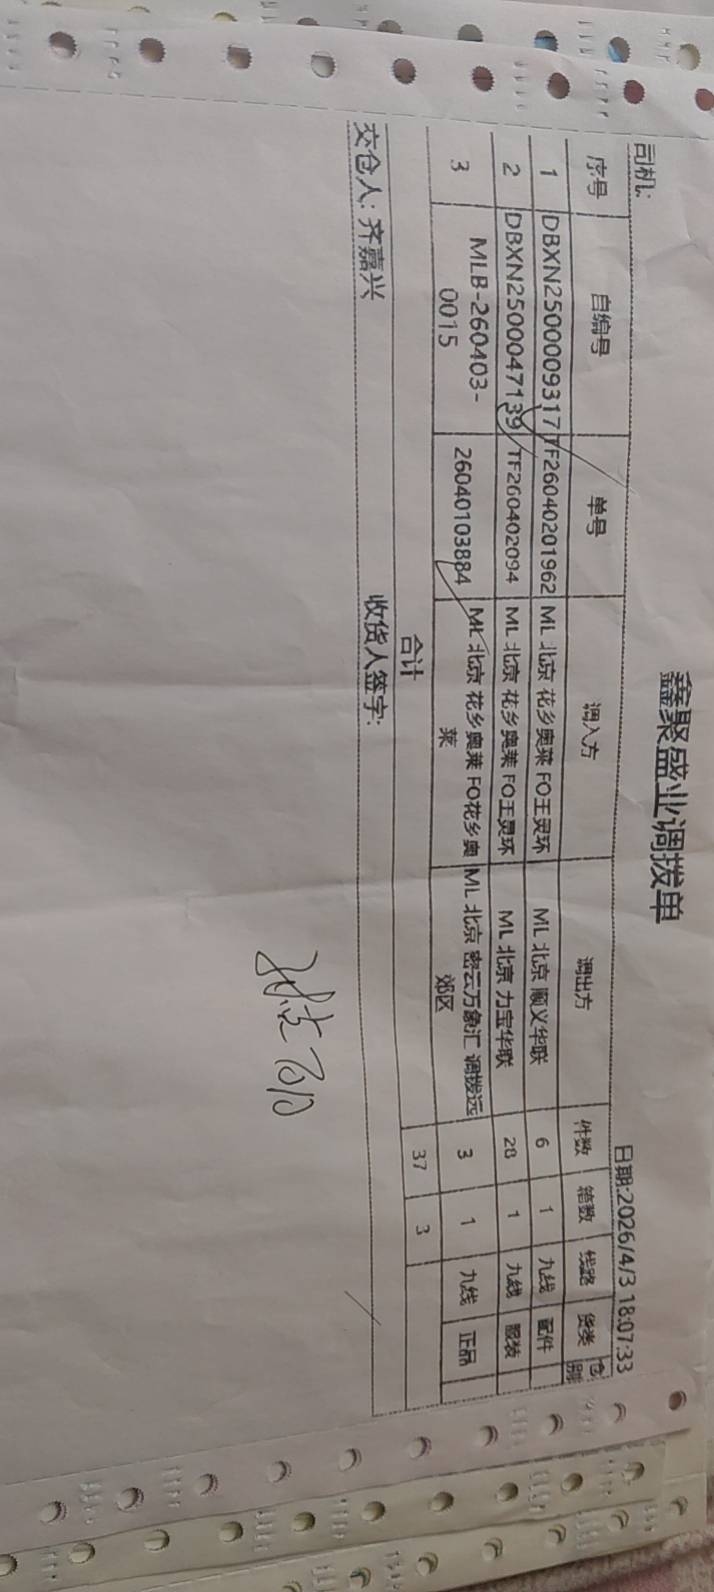 鑫聚盛业调拨单
司机: 日期:2026/4/3 18:07:33
序号 自编号 单号 调入方 调出方 件数 箱数 线路 货类 仓别
1 DBXN25000009317 TF26040201962 ML 北京 花乡奥莱 FO王灵环 ML 北京 顺义华联 6 1 九线 配件
2 DBXN2500047139 TF260402094 ML 北京 花乡奥莱 FO王灵环 ML 北京 力宝华联 28 1 九线 服装
3 MLB-260403- 26040103884 ML 北京 花乡奥莱 FO花乡奥 ML 北京 密云万象汇 调拨远 3 1 九线 正品
0015 莱 郊区
合计 37 3
交仓人: 齐嘉兴 收货人签字: